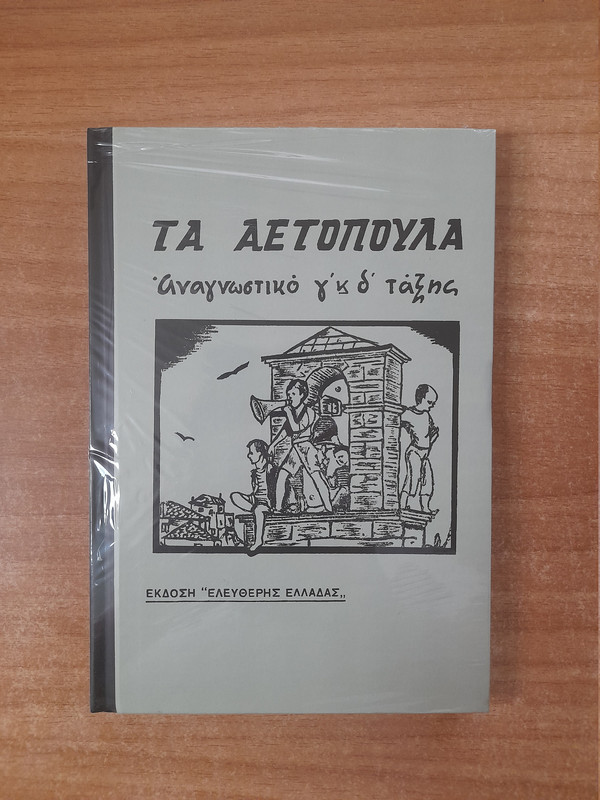 ΤΑ ΑΕΤΟΠΟΥΛΑ
Ἀναγνωστικὸ γ΄ κ δ΄ τάξης
ΕΚΔΟΣΗ “ΕΛΕΥΘΕΡΗΣ ΕΛΛΑΔΑΣ„